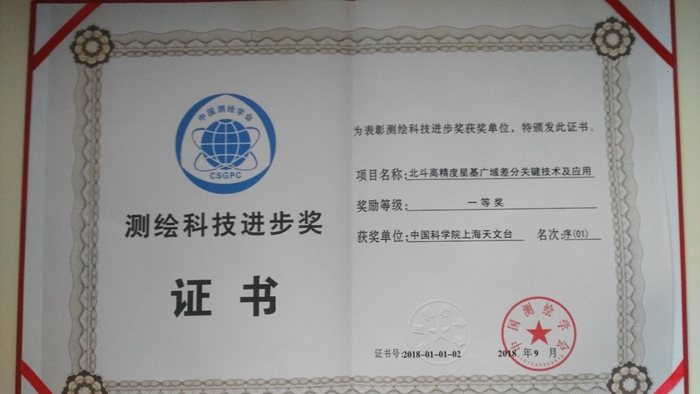 中国测绘学会
CSGPC
测绘科技进步奖
证书
为表彰测绘科技进步奖获奖单位，特颁发此证书。
项目名称：北斗高精度星基广域差分关键技术及应用
奖励等级： 一等奖
获奖单位：中国科学院上海天文台 名次：序(01)
中国测绘学会
证书号：2018-01-01-02
2018 年 9 月